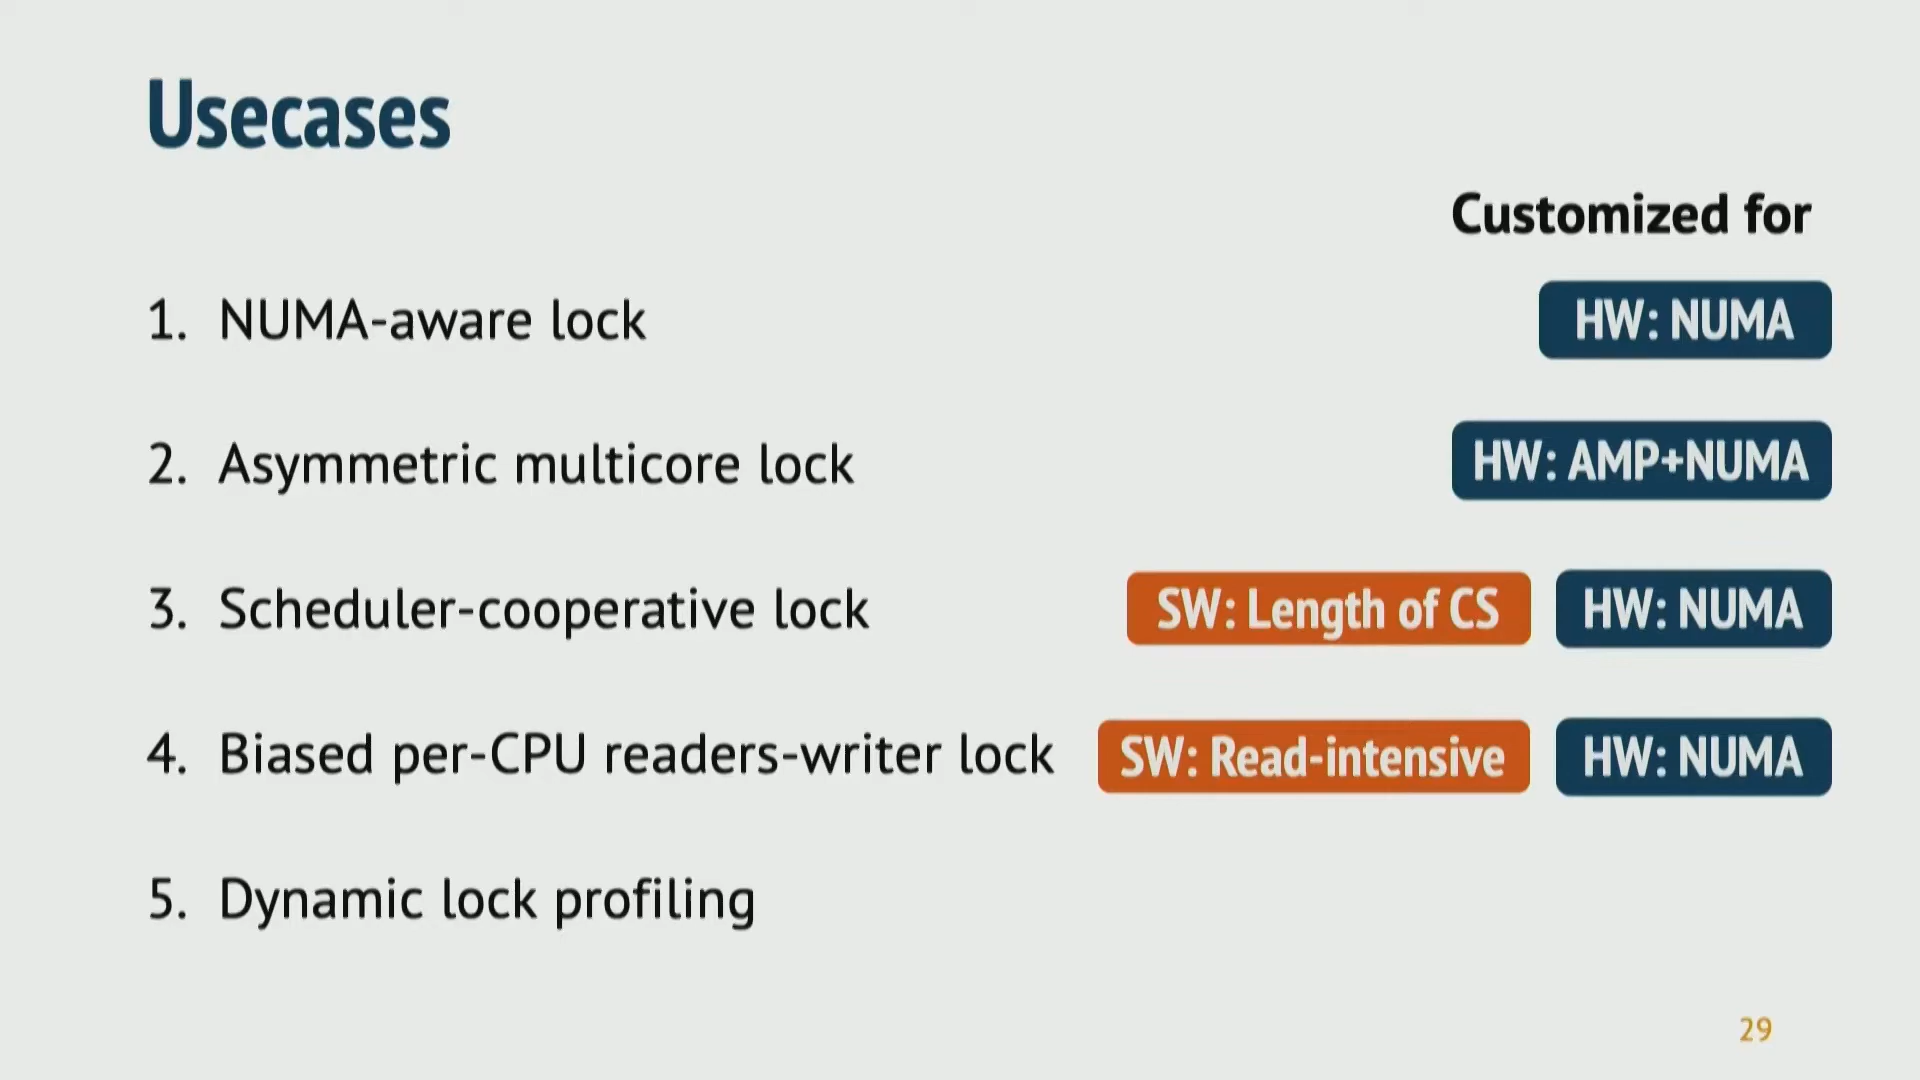 Usecases
Customized for
1. NUMA-aware lock HW: NUMA
2. Asymmetric multicore lock HW: AMP+NUMA
3. Scheduler-cooperative lock SW: Length of CS HW: NUMA
4. Biased per-CPU readers-writer lock SW: Read-intensive HW: NUMA
5. Dynamic lock profiling
29